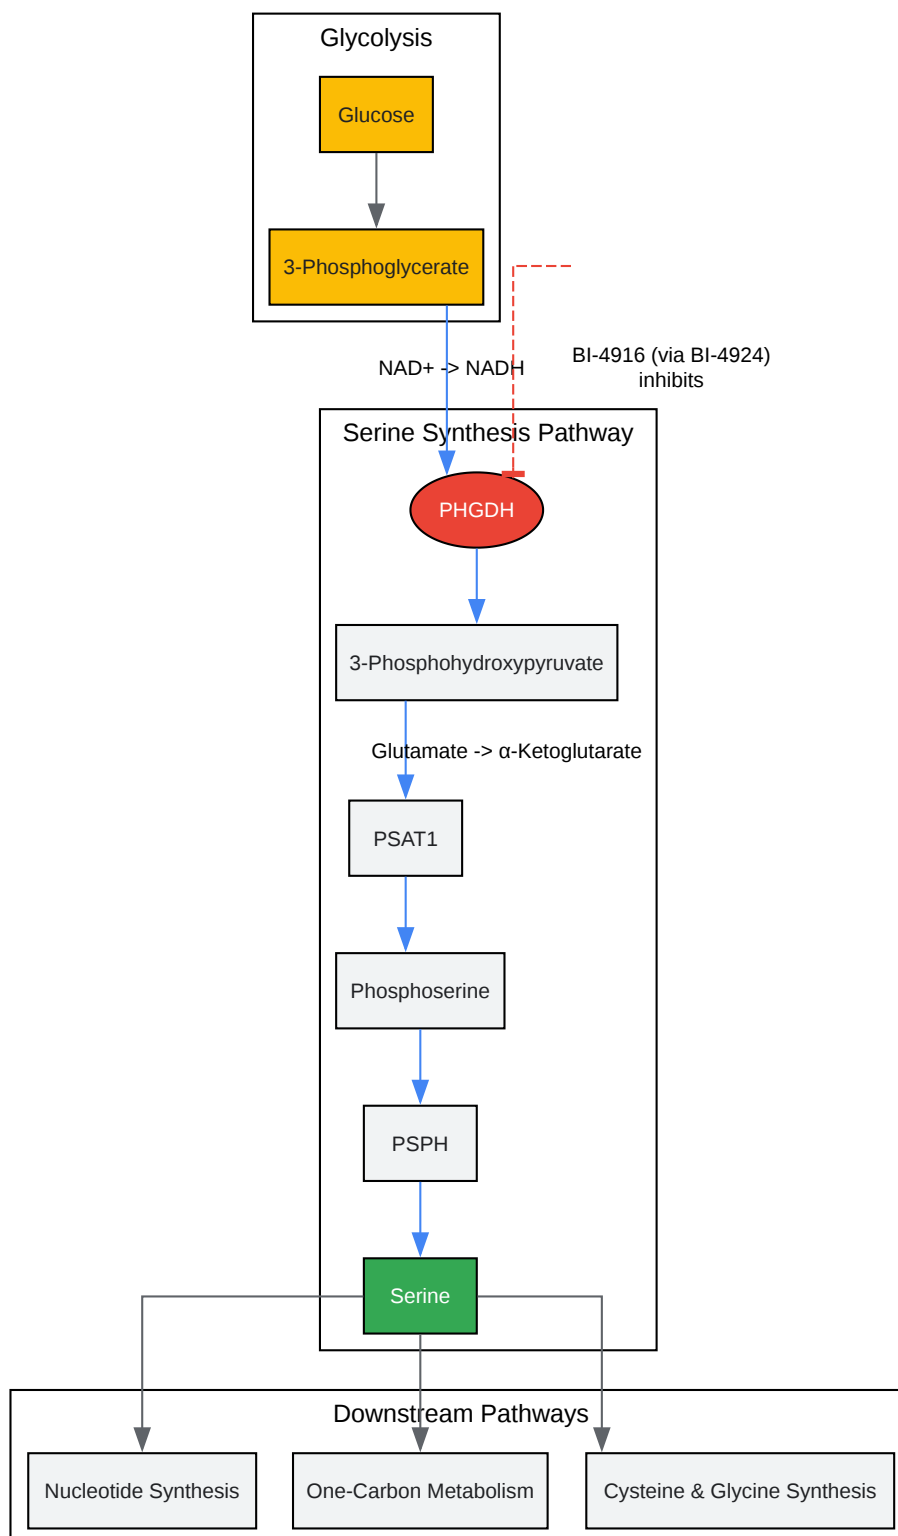 Glycolysis
Glucose
3-Phosphoglycerate
NAD+ -> NADH
BI-4916 (via BI-4924)
inhibits
Serine Synthesis Pathway
PHGDH
3-Phosphohydroxypyruvate
Glutamate -> α-Ketoglutarate
PSAT1
Phosphoserine
PSPH
Serine
Downstream Pathways
Nucleotide Synthesis
One-Carbon Metabolism
Cysteine & Glycine Synthesis